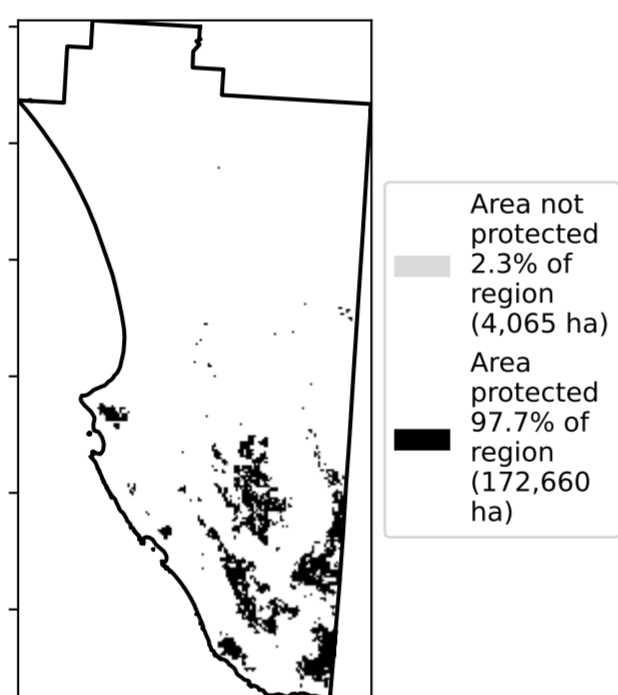 Area not
protected
2.3% of
region
(4,065 ha)
Area
protected
97.7% of
region
(172,660
ha)